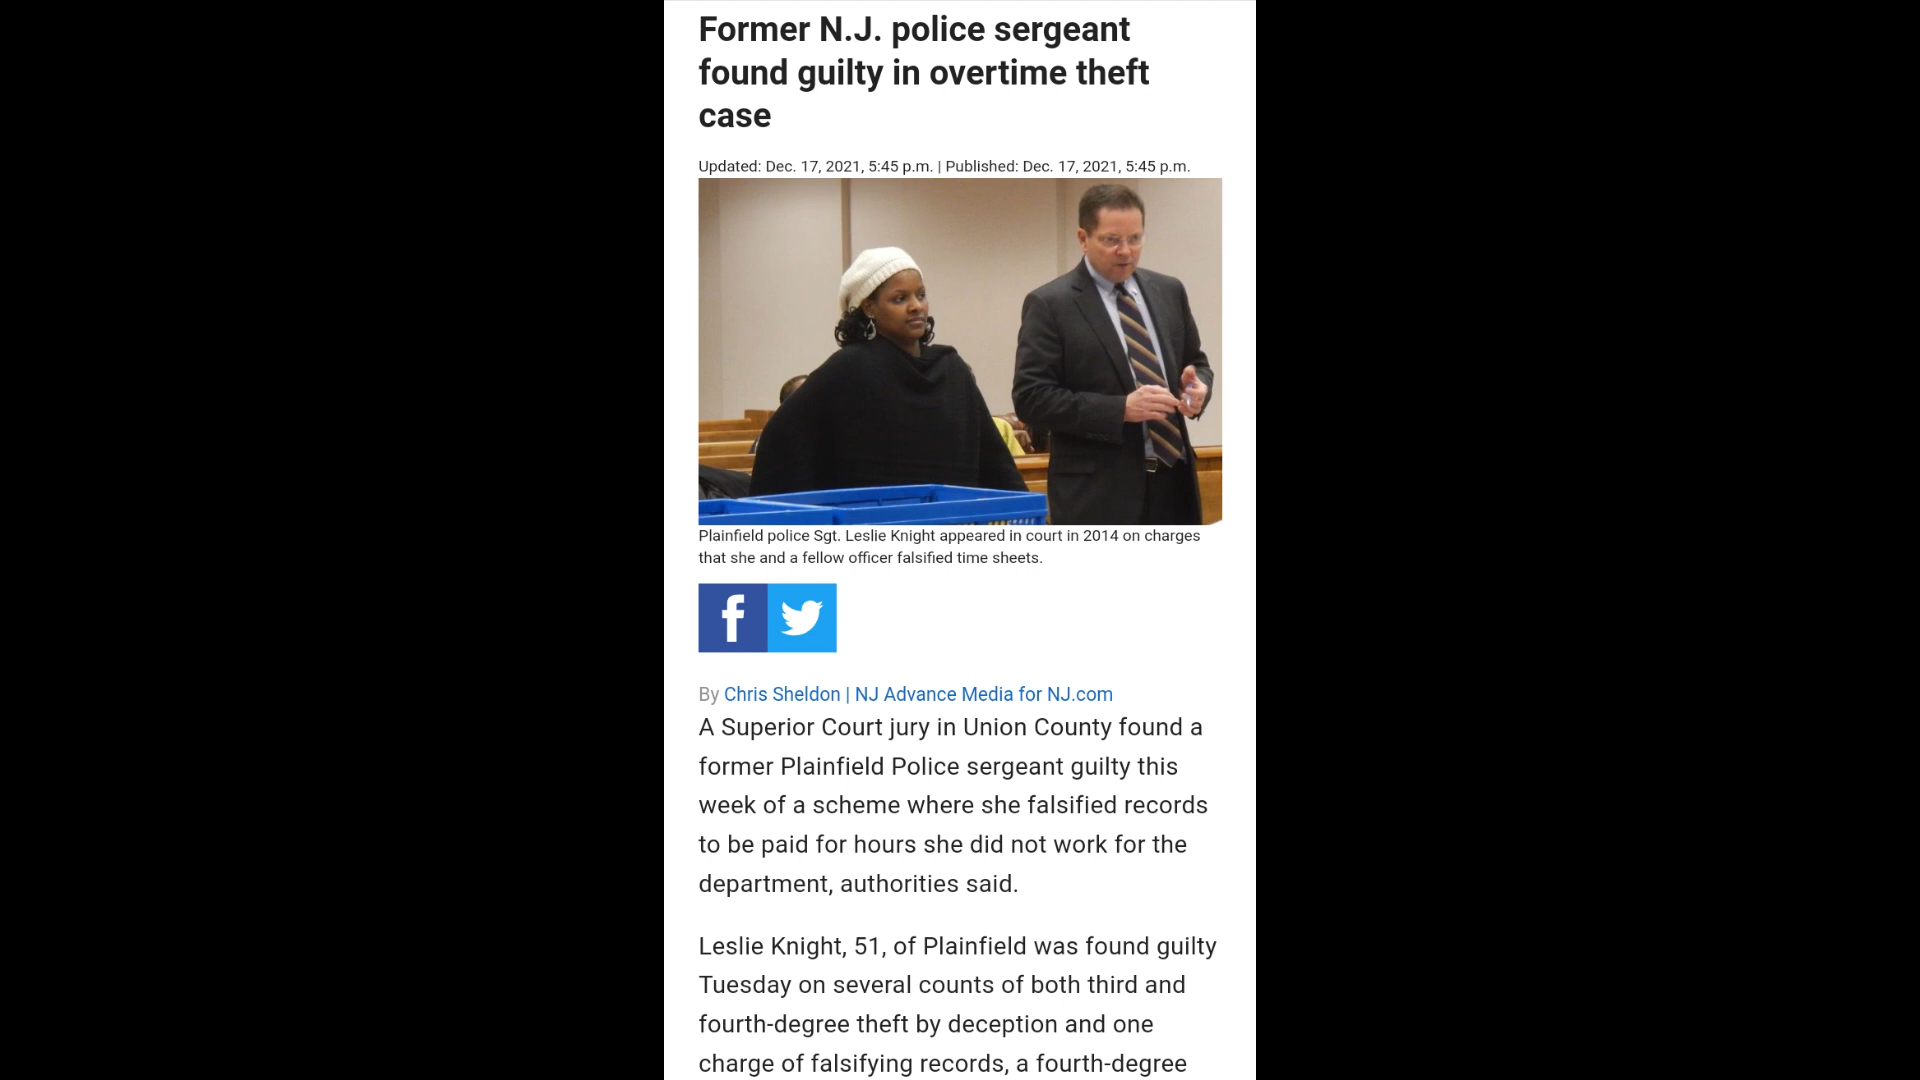 Former N.J. police sergeant
found guilty in overtime theft
case
Updated: Dec. 17, 2021, 5:45 p.m. | Published: Dec. 17, 2021, 5:45 p.m.
Plainfield police Sgt. Leslie Knight appeared in court in 2014 on charges
that she and a fellow officer falsified time sheets.
By Chris Sheldon | NJ Advance Media for NJ.com
A Superior Court jury in Union County found a
former Plainfield Police sergeant guilty this
week of a scheme where she falsified records
to be paid for hours she did not work for the
department, authorities said.
Leslie Knight, 51, of Plainfield was found guilty
Tuesday on several counts of both third and
fourth-degree theft by deception and one
charge of falsifying records, a fourth-degree